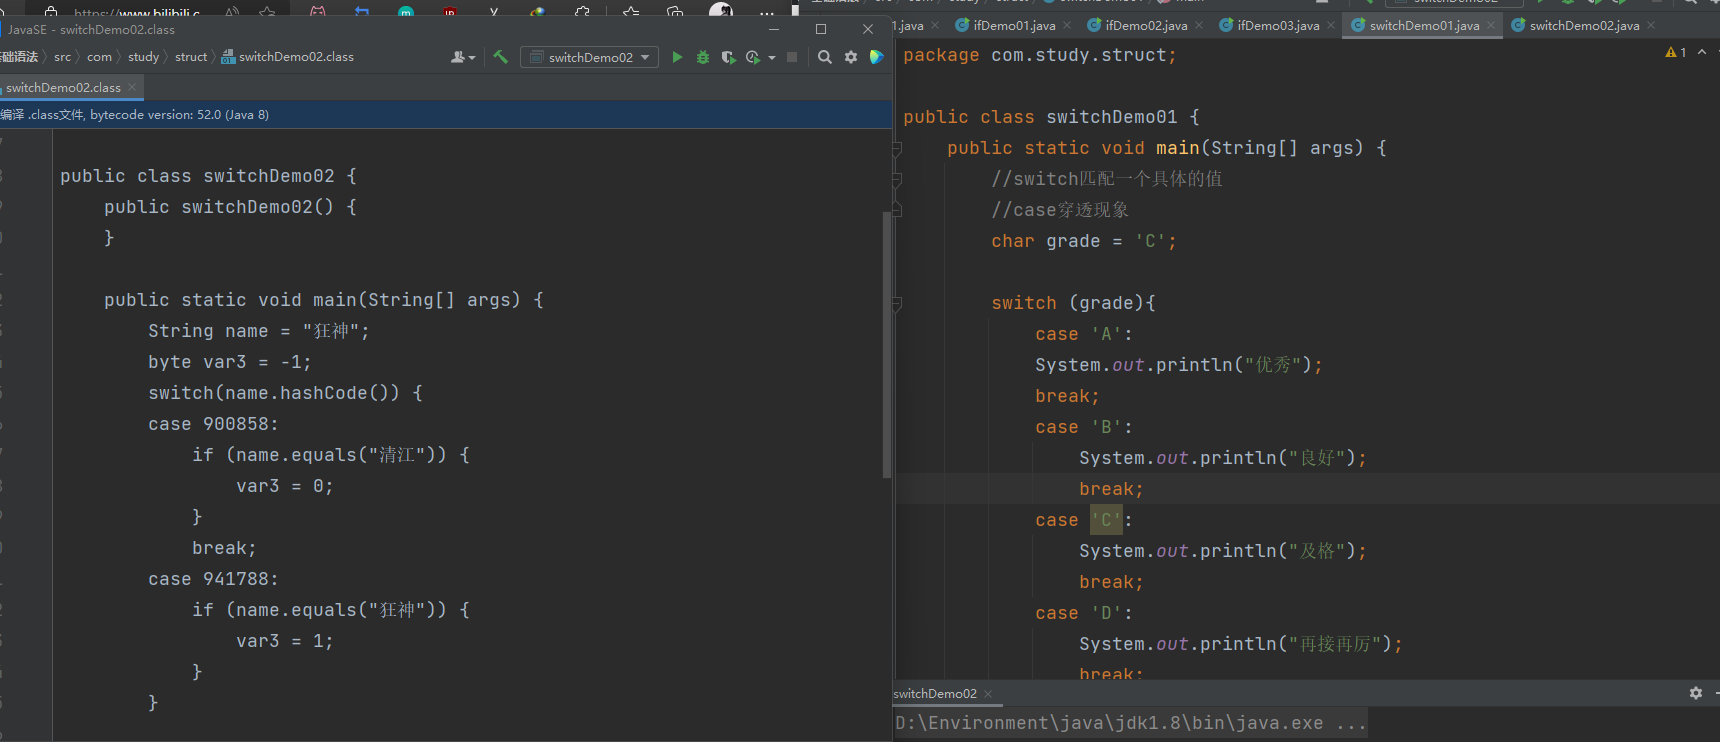 https://www.bilibili.c
JavaSE - switchDemo02.class
基础语法 〉 src 〉 com 〉 study 〉 struct 〉 switchDemo02.class
switchDemo02
switchDemo02.class
编译 .class文件, bytecode version: 52.0 (Java 8)
public class switchDemo02 {
public switchDemo02() {
}
public static void main(String[] args) {
String name = "狂神";
byte var3 = -1;
switch(name.hashCode()) {
case 900858:
if (name.equals("清江")) {
var3 = 0;
}
break;
case 941788:
if (name.equals("狂神")) {
var3 = 1;
}
}
1.java
ifDemo01.java
ifDemo02.java
ifDemo03.java
switchDemo01.java
switchDemo02.java
1
package com.study.struct;
public class switchDemo01 {
public static void main(String[] args) {
//switch匹配一个具体的值
//case穿透现象
char grade = 'C';
switch (grade){
case 'A':
System.out.println("优秀");
break;
case 'B':
System.out.println("良好");
break;
case 'C':
System.out.println("及格");
break;
case 'D':
System.out.println("再接再厉");
break;
switchDemo02
D:\Environment\java\jdk1.8\bin\java.exe ...